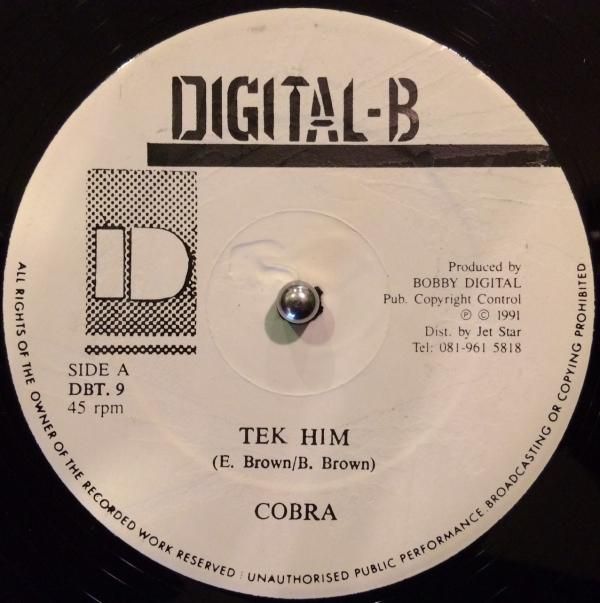 DIGITAL-B
D
Produced by
BOBBY DIGITAL
Pub. Copyright Control
Ⓟ © 1991
Dist. by Jet Star
Tel: 081-961 5818
SIDE A
DBT. 9
45 rpm
TEK HIM
(E. Brown/B. Brown)
COBRA
ALL RIGHTS OF THE OWNER OF THE RECORDED WORK RESERVED : UNAUTHORISED PUBLIC PERFORMANCE. BROADCASTING OR COPYING PROHIBITED